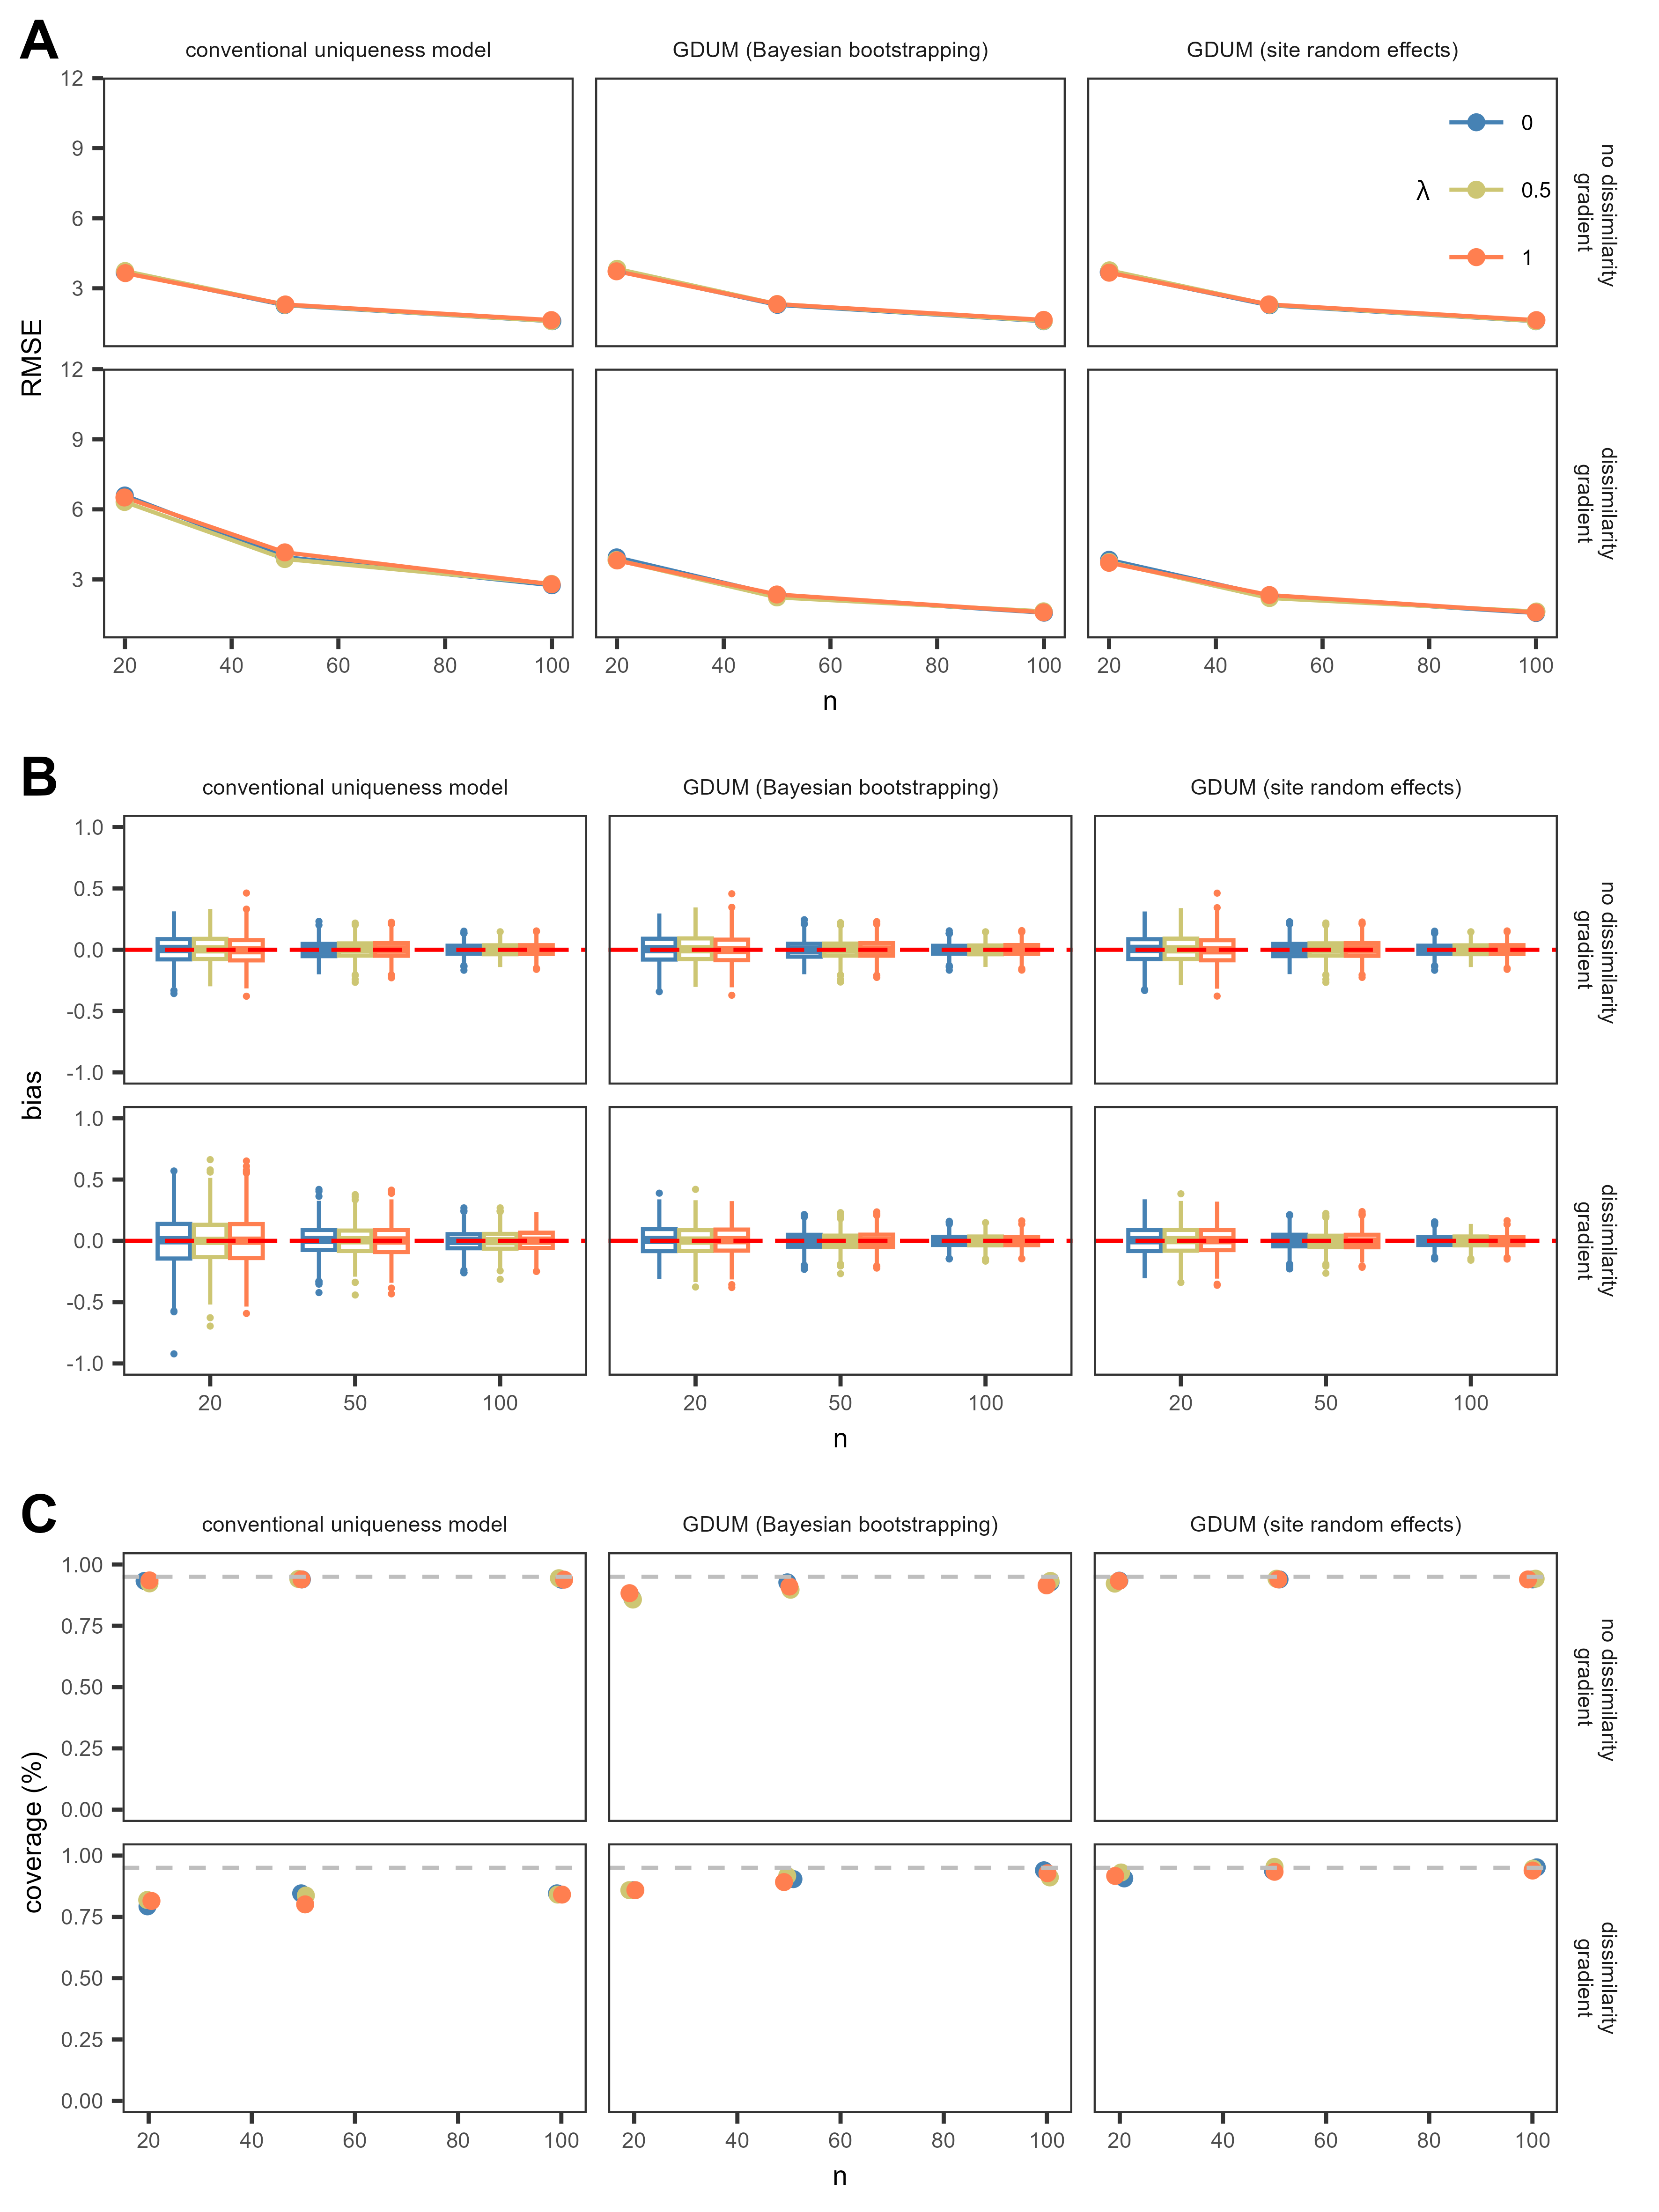 A
conventional uniqueness model
GDUM (Bayesian bootstrapping)
GDUM (site random effects)
12
9
6
3
λ
0
0.5
1
no dissimilarity
gradient
RMSE
12
9
6
3
dissimilarity
gradient
20 40 60 80 100
20 40 60 80 100
20 40 60 80 100
n
B
conventional uniqueness model
GDUM (Bayesian bootstrapping)
GDUM (site random effects)
1.0
0.5
0.0
-0.5
-1.0
no dissimilarity
gradient
bias
1.0
0.5
0.0
-0.5
-1.0
dissimilarity
gradient
20 50 100
20 50 100
20 50 100
n
C
conventional uniqueness model
GDUM (Bayesian bootstrapping)
GDUM (site random effects)
1.00
0.75
0.50
0.25
0.00
no dissimilarity
gradient
coverage (%)
1.00
0.75
0.50
0.25
0.00
dissimilarity
gradient
20 40 60 80 100
20 40 60 80 100
20 40 60 80 100
n